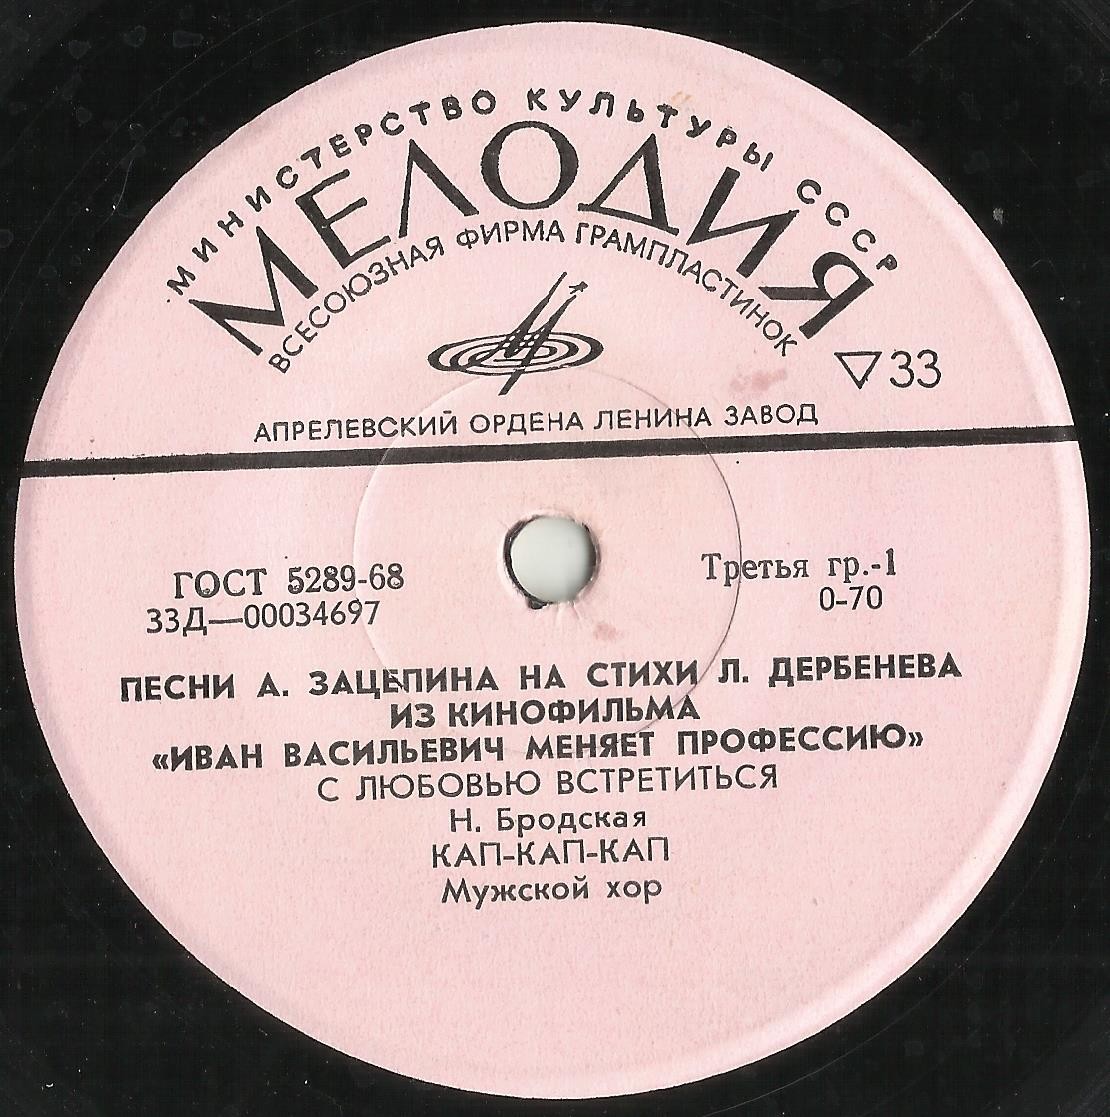 МИНИСТЕРСТВО КУЛЬТУРЫ СССР
МЕЛОДИЯ
ВСЕСОЮЗНАЯ ФИРМА ГРАМПЛАСТИНОК
▽33
АПРЕЛЕВСКИЙ ОРДЕНА ЛЕНИНА ЗАВОД
ГОСТ 5289-68
Третья гр.-1
33Д—00034697
0-70
ПЕСНИ А. ЗАЦЕПИНА НА СТИХИ Л. ДЕРБЕНЕВА
ИЗ КИНОФИЛЬМА
«ИВАН ВАСИЛЬЕВИЧ МЕНЯЕТ ПРОФЕССИЮ»
С ЛЮБОВЬЮ ВСТРЕТИТЬСЯ
Н. Бродская
КАП-КАП-КАП
Мужской хор